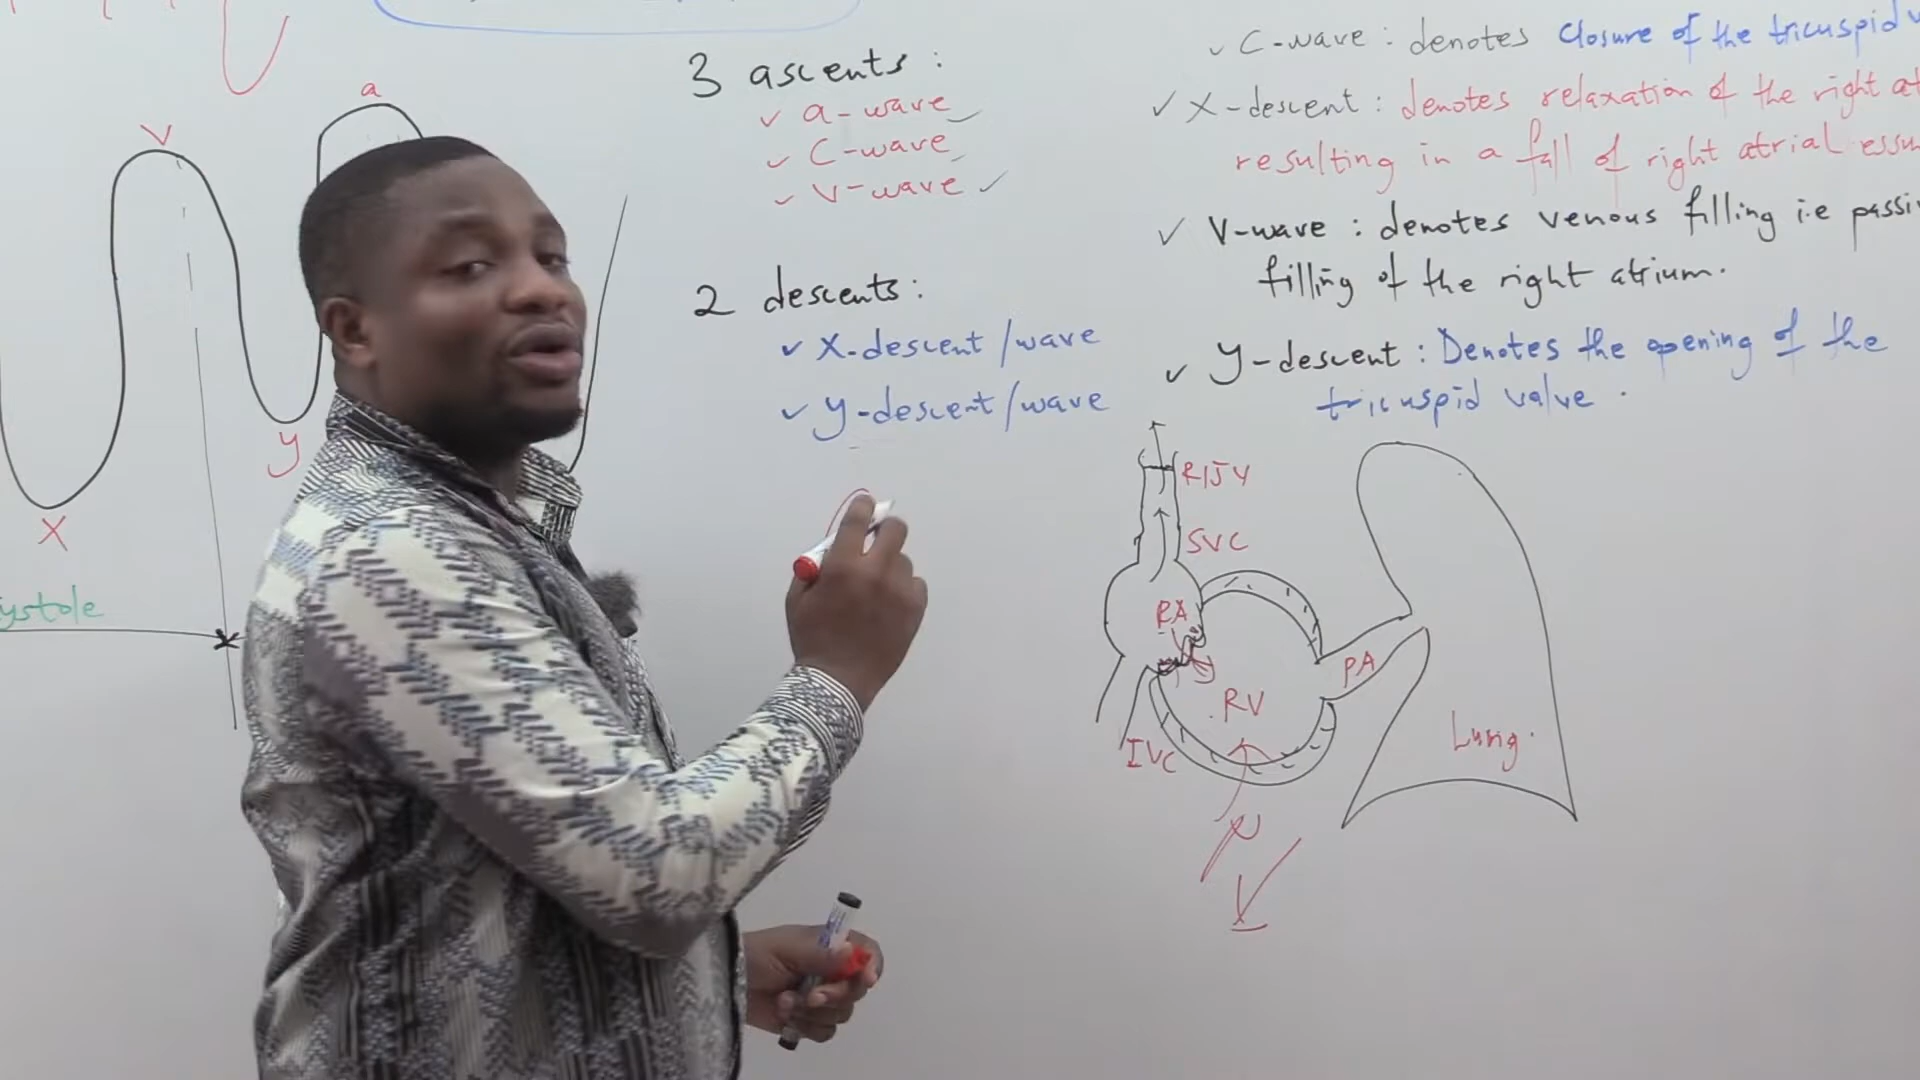 a
V
X
y
ystole
3 ascents:
a-wave
C-wave
V-wave
2 descents:
X-descent/wave
y-descent/wave
C-wave: denotes Closure of the tricuspid v
X-descent: denotes relaxation of the right at
resulting in a fall of right atrial essu
V-wave: denotes venous filling i.e passi
filling of the right atrium.
Y-descent: Denotes the opening of the
tricuspid valve.
RIJV
SVC
RA
RV
PA
IVC
Lung.